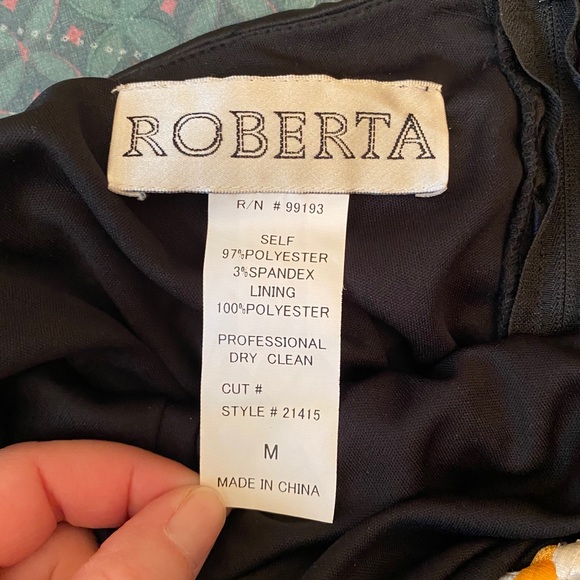 ROBERTA
R/N # 99193
SELF
97%POLYESTER
3%SPANDEX
LINING
100%POLYESTER
PROFESSIONAL
DRY CLEAN
CUT #
STYLE # 21415
M
MADE IN CHINA